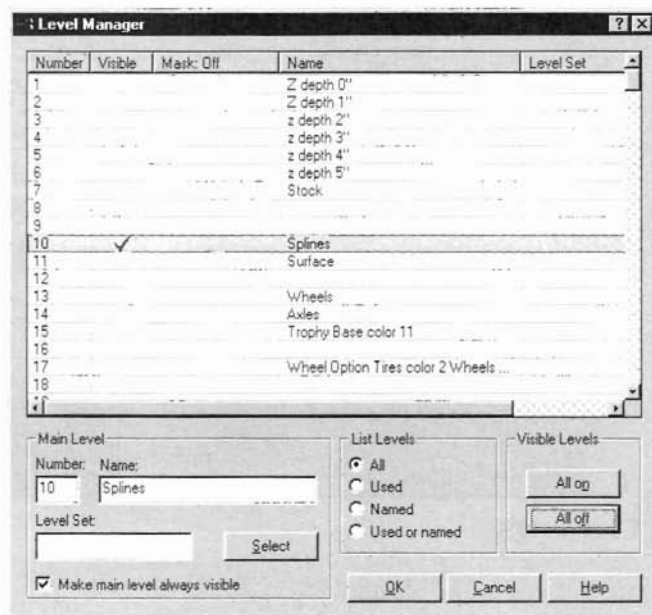 Level Manager
Number Visible Mask: Off Name Level Set
1 Z depth 0"
2 Z depth 1"
3 z depth 2"
4 z depth 3"
5 z depth 4"
6 z depth 5"
7 Stock
8
9
10 Splines
11 Surface
12
13 Wheels
14 Axles
15 Trophy Base color 11
16
17 Wheel Option Tires color 2 Wheels ...
18
Main Level
Number: Name:
10 Splines
Level Set:
Select
Make main level always visible
List Levels
All
Used
Named
Used or named
Visible Levels
All on
All off
OK Cancel Help